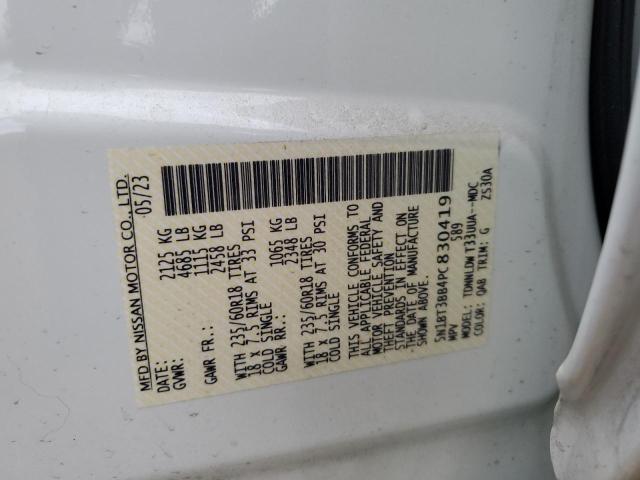 MFD BY NISSAN MOTOR CO., LTD.
DATE: 05/23
GVWR: 2125 KG
4685 LB
GAWR FR.: 1115 KG
2458 LB
WITH 235/60R18 TIRES
18 X 7.5J RIMS AT 33 PSI
COLD SINGLE
GAWR RR.: 1065 KG
2348 LB
WITH 235/60R18 TIRES
18 X 7.5J RIMS AT 30 PSI
COLD SINGLE
THIS VEHICLE CONFORMS TO
ALL APPLICABLE FEDERAL
MOTOR VEHICLE SAFETY AND
THEFT PREVENTION
STANDARDS IN EFFECT ON
THE DATE OF MANUFACTURE
SHOWN ABOVE.
5N1BT3BB4PC830419
MPV 589
MODEL: TDNNLDW T33UUA--MDC
COLOR: QAB TRIM: G Z530A